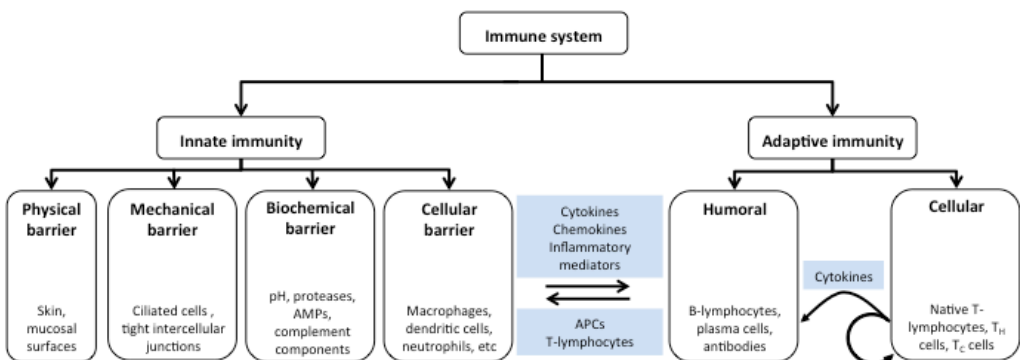 Immune system
Innate immunity
Adaptive immunity
Physical
barrier
Skin,
mucosal
surfaces
Mechanical
barrier
Ciliated cells ,
tight intercellular
junctions
Biochemical
barrier
pH, proteases,
AMPs,
complement
components
Cellular
barrier
Macrophages,
dendritic cells,
neutrophils, etc
Cytokines
Chemokines
Inflammatory
mediators
APCs
T-lymphocytes
Humoral
B-lymphocytes,
plasma cells,
antibodies
Cytokines
Cellular
Native T-
lymphocytes, T_H
cells, T_C cells